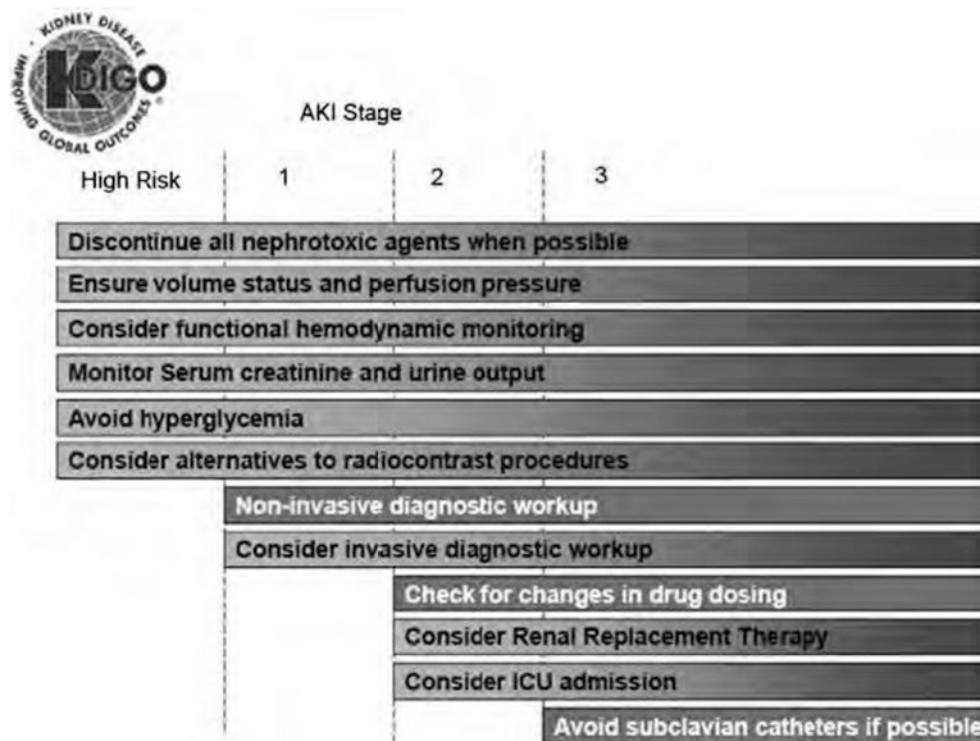 KIDNEY DISEASE
KDIGO
IMPROVING GLOBAL OUTCOMES
AKI Stage
High Risk 1 2 3
Discontinue all nephrotoxic agents when possible
Ensure volume status and perfusion pressure
Consider functional hemodynamic monitoring
Monitor Serum creatinine and urine output
Avoid hyperglycemia
Consider alternatives to radiocontrast procedures
Non-invasive diagnostic workup
Consider invasive diagnostic workup
Check for changes in drug dosing
Consider Renal Replacement Therapy
Consider ICU admission
Avoid subclavian catheters if possible